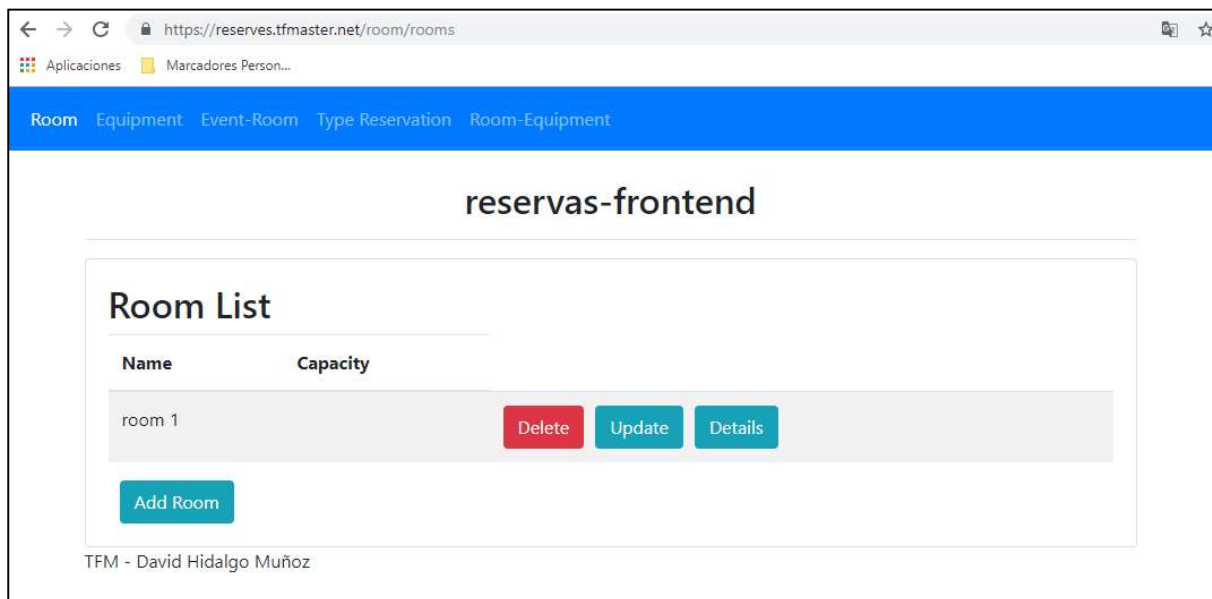 https://reserves.tfmaster.net/room/rooms
Aplicaciones Marcadores Person...
Room Equipment Event-Room Type Reservation Room-Equipment
reservas-frontend
Room List
Name Capacity
room 1 Delete Update Details
Add Room
TFM - David Hidalgo Muñoz